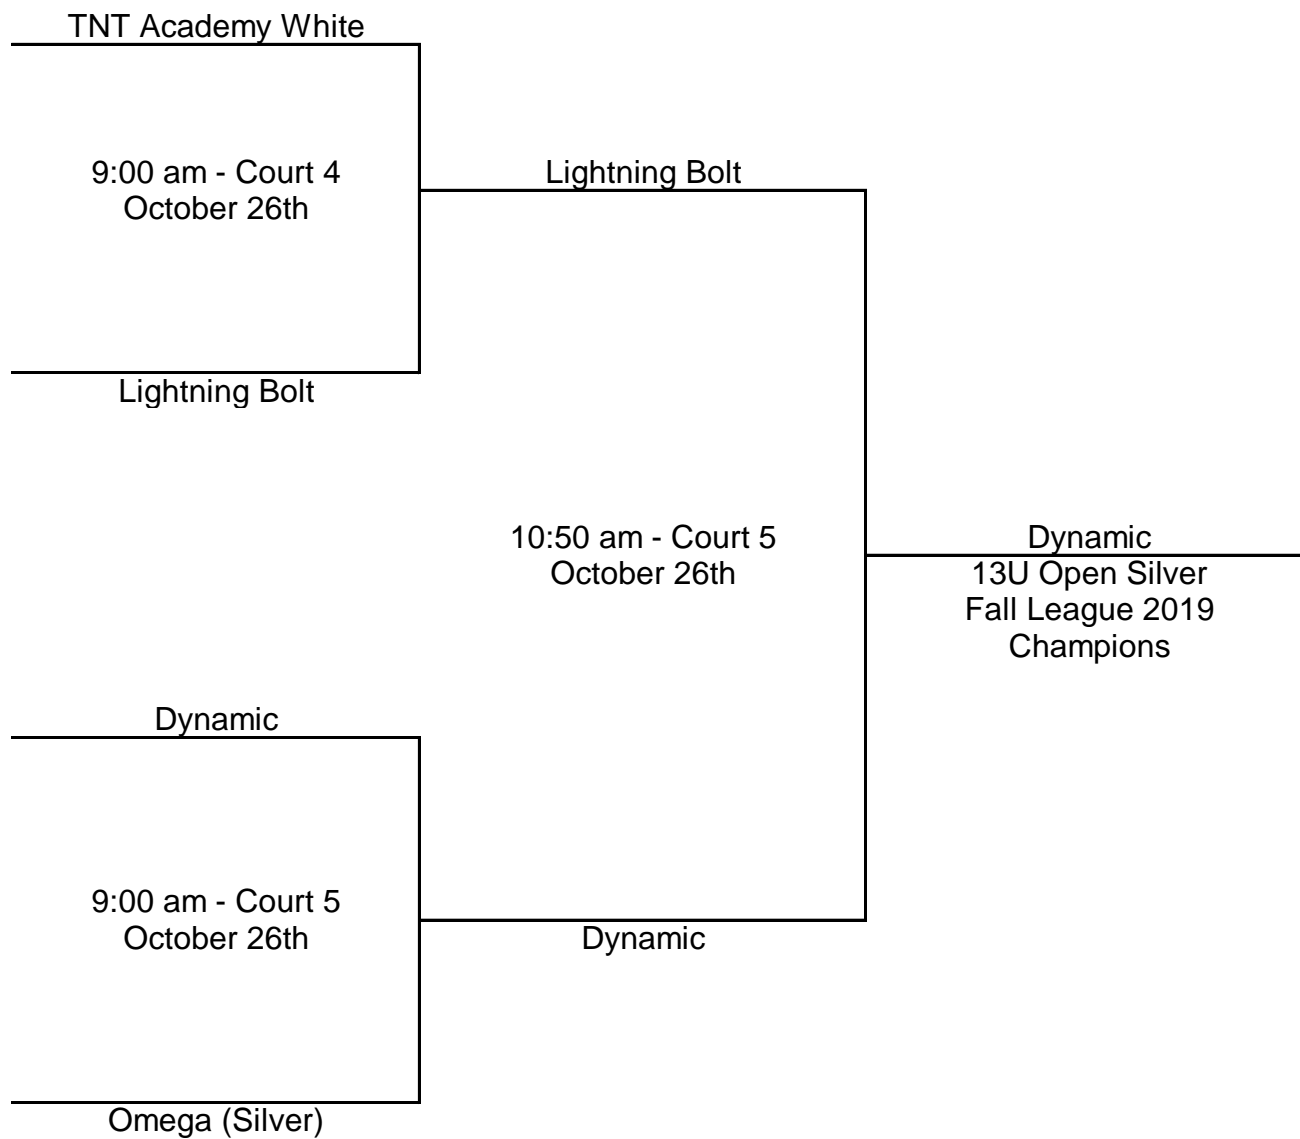 TNT Academy White
9:00 am - Court 4
October 26th
Lightning Bolt
Lightning Bolt
10:50 am - Court 5
October 26th
Dynamic
13U Open Silver
Fall League 2019
Champions
Dynamic
9:00 am - Court 5
October 26th
Dynamic
Omega (Silver)